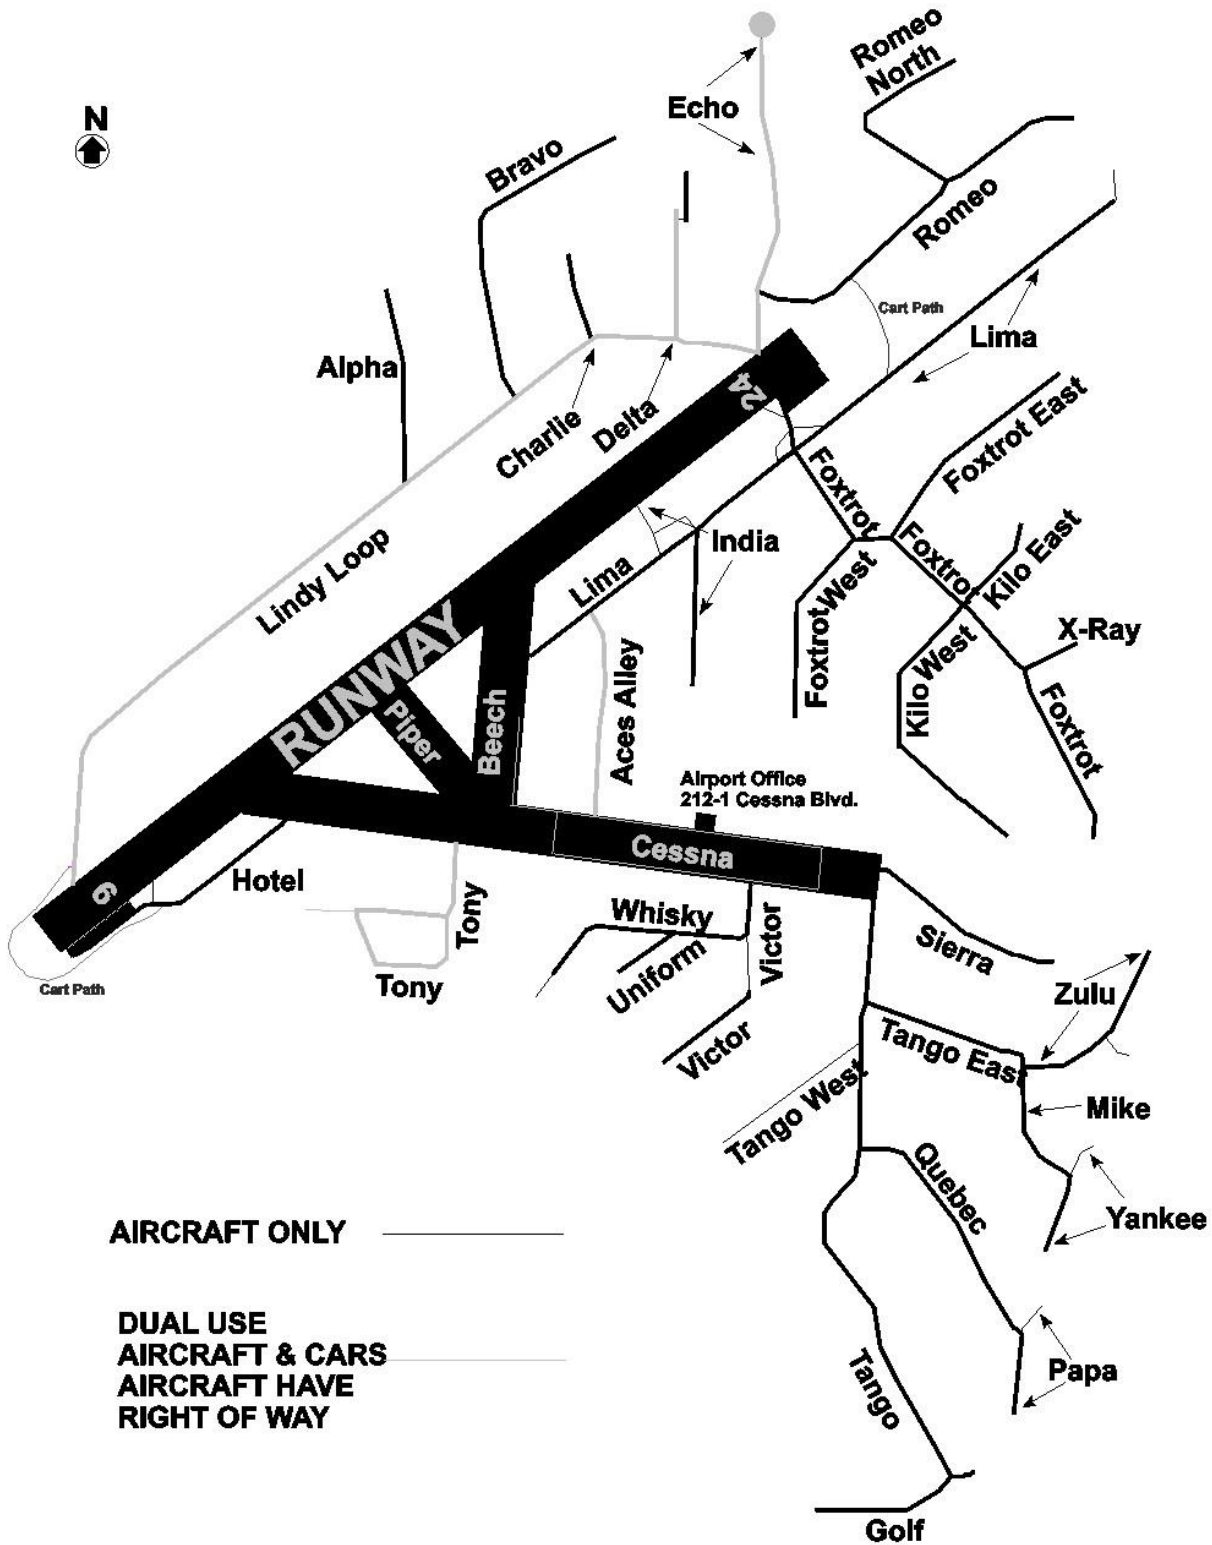 Romeo
North
Echo
N
Bravo
Romeo
Cart Path
Lima
Alpha
24
Charlie
Delta
Foxtrot East
Foxtrot
India
Foxtrot
Kilo East
Lindy Loop
Lima
Foxtrot West
X-Ray
RUNWAY
Aces Alley
Kilo West
Piper
Beech
Foxtrot
Airport Office
212-1 Cessna Blvd.
Cessna
6
Hotel
Tony
Whisky
Victor
Sierra
Uniform
Cart Path
Tony
Zulu
Victor
Tango East
Tango West
Mike
Quebec
Yankee
AIRCRAFT ONLY
DUAL USE
AIRCRAFT & CARS
AIRCRAFT HAVE
RIGHT OF WAY
Papa
Tango
Golf